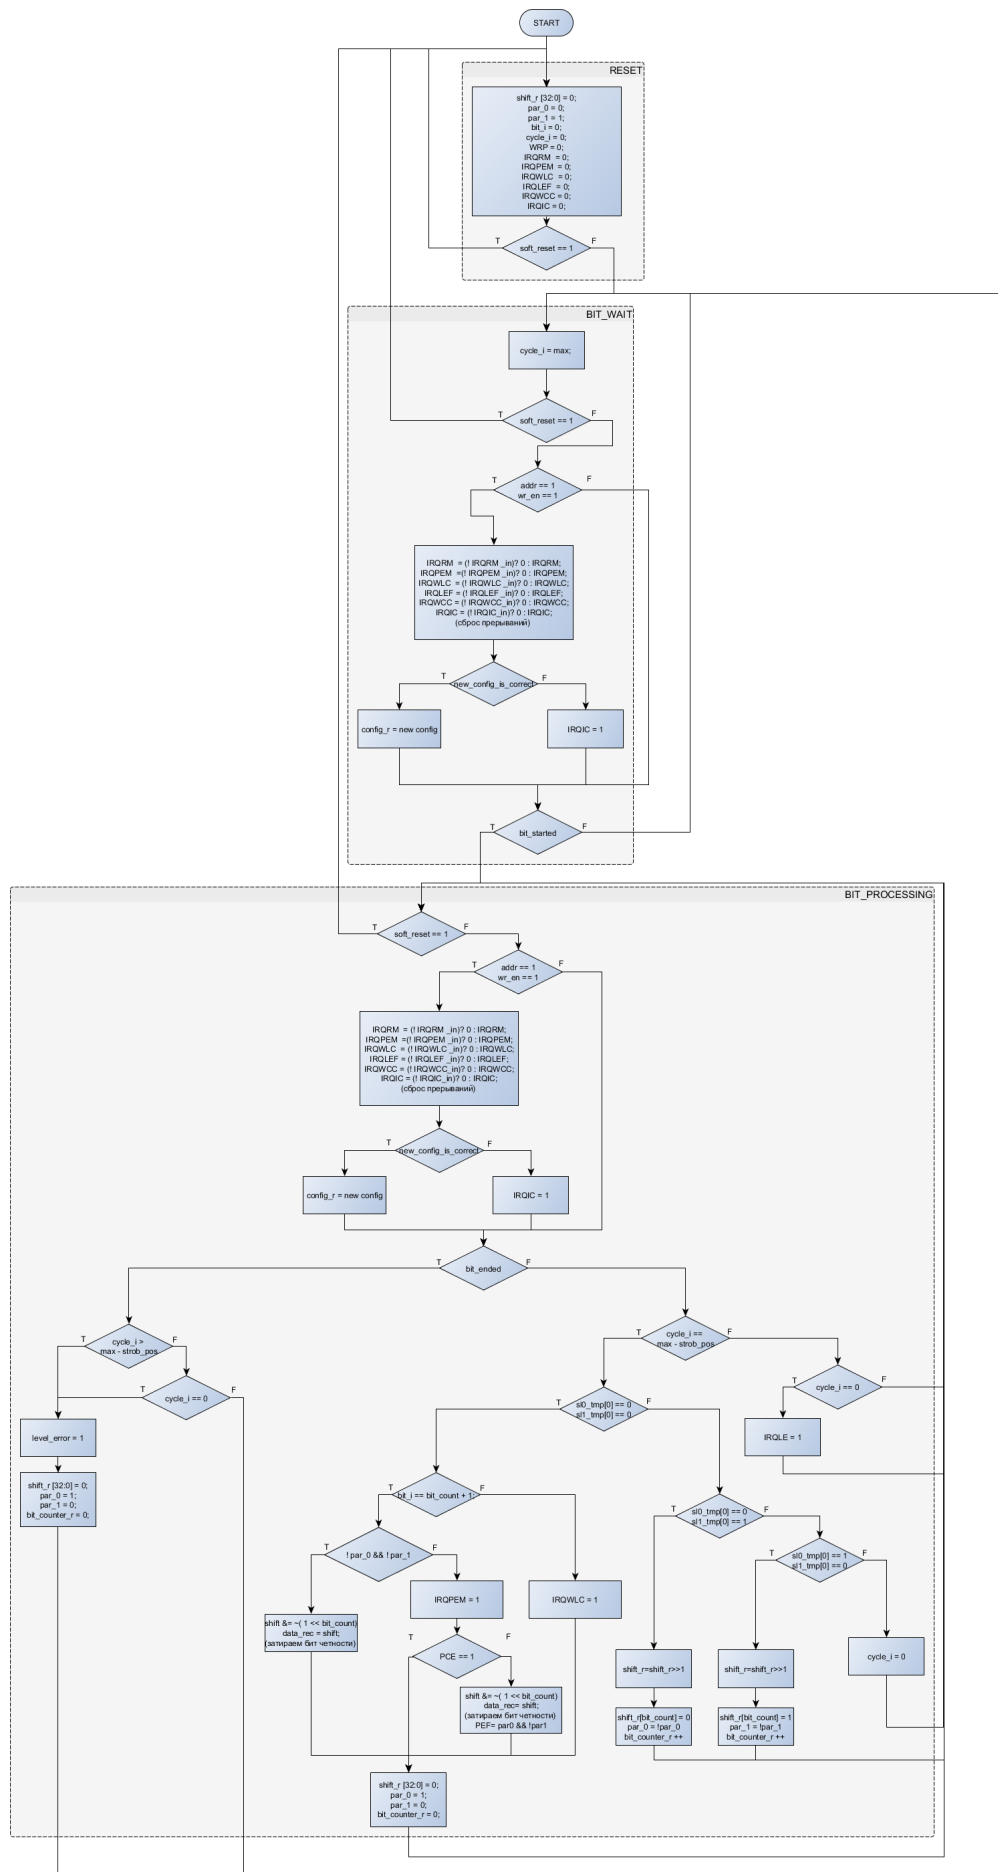 START
RESET
shift_r [32:0] = 0;
par_0 = 0;
par_1 = 1;
bit_i = 0;
cycle_i = 0;
WRP = 0;
IRQRM = 0;
IRQPEM = 0;
IRQWLC = 0;
IRQLEF = 0;
IRQWCC = 0;
IRQIC = 0;
T
soft_reset == 1
F
BIT_WAIT
cycle_i = max;
T
soft_reset == 1
F
T
addr == 1
wr_en == 1
F
IRQRM = (! IRQRM _in)? 0 : IRQRM;
IRQPEM =(! IRQPEM _in)? 0 : IRQPEM;
IRQWLC = (! IRQWLC _in)? 0 : IRQWLC;
IRQLEF = (! IRQLEF _in)? 0 : IRQLEF;
IRQWCC = (! IRQWCC_in)? 0 : IRQWCC;
IRQIC = (! IRQIC_in)? 0 : IRQIC;
(сброс прерываний)
T
new_config_is_correct
F
config_r = new config
IRQIC = 1
T
bit_started
F
BIT_PROCESSING
T
soft_reset == 1
F
T
addr == 1
wr_en == 1
F
IRQRM = (! IRQRM _in)? 0 : IRQRM;
IRQPEM =(! IRQPEM _in)? 0 : IRQPEM;
IRQWLC = (! IRQWLC _in)? 0 : IRQWLC;
IRQLEF = (! IRQLEF _in)? 0 : IRQLEF;
IRQWCC = (! IRQWCC_in)? 0 : IRQWCC;
IRQIC = (! IRQIC_in)? 0 : IRQIC;
(сброс прерываний)
T
new_config_is_correct
F
config_r = new config
IRQIC = 1
T
bit_ended
F
T
cycle_i >
max - strob_pos
F
T
cycle_i == 0
F
level_error = 1
shift_r [32:0] = 0;
par_0 = 1;
par_1 = 0;
bit_counter_r = 0;
T
cycle_i ==
max - strob_pos
F
T
cycle_i == 0
F
IRQLE = 1
T
sl0_tmp[0] == 0
sl1_tmp[0] == 0
F
T
bit_i == bit_count + 1;
F
T
! par_0 && ! par_1
F
IRQPEM = 1
IRQWLC = 1
shift &= ~( 1 << bit_count)
data_rec = shift;
(затираем бит четности)
T
PCE == 1
F
shift &= ~( 1 << bit_count)
data_rec= shift;
(затираем бит четности)
PEF= par0 && !par1
shift_r [32:0] = 0;
par_0 = 1;
par_1 = 0;
bit_counter_r = 0;
T
sl0_tmp[0] == 0
sl1_tmp[0] == 1
F
T
sl0_tmp[0] == 1
sl1_tmp[0] == 0
F
shift_r=shift_r>>1
shift_r=shift_r>>1
cycle_i = 0
shift_r[bit_count] = 0
par_0 = !par_0
bit_counter_r ++
shift_r[bit_count] = 1
par_1 = !par_1
bit_counter_r ++